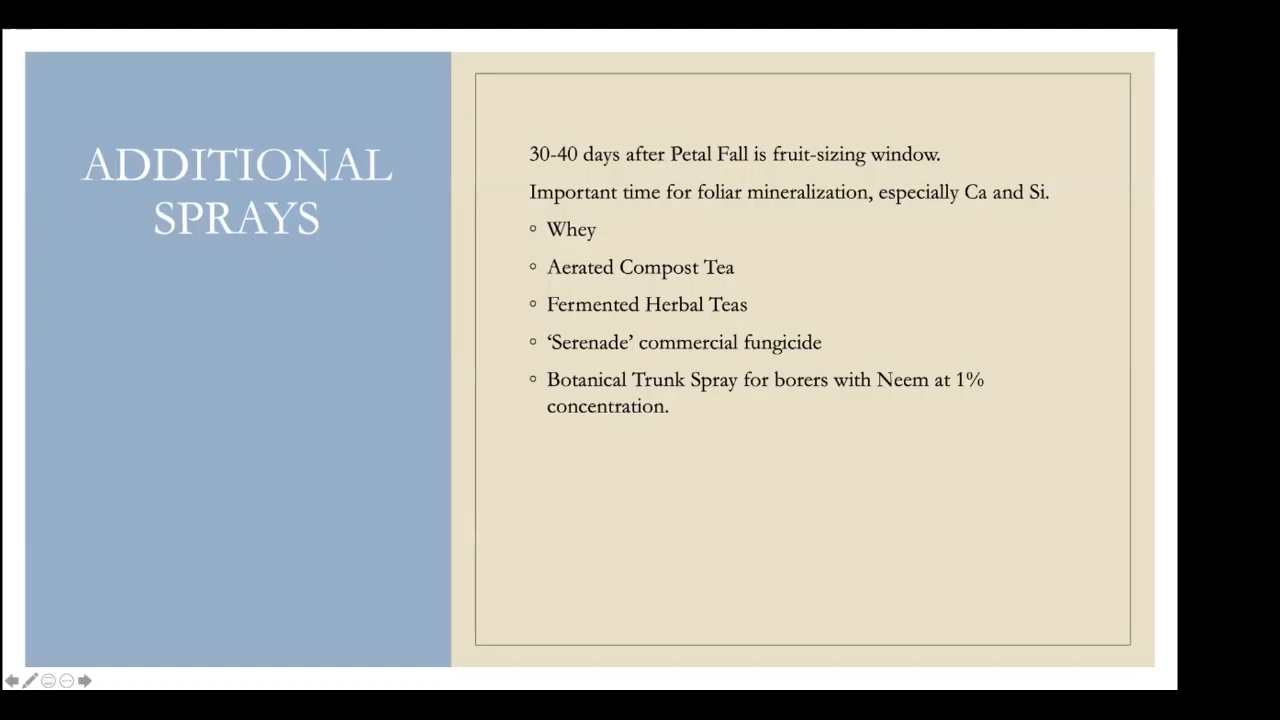 ADDITIONAL
SPRAYS
30-40 days after Petal Fall is fruit-sizing window.
Important time for foliar mineralization, especially Ca and Si.
◦ Whey
◦ Aerated Compost Tea
◦ Fermented Herbal Teas
◦ ‘Serenade’ commercial fungicide
◦ Botanical Trunk Spray for borers with Neem at 1%
concentration.